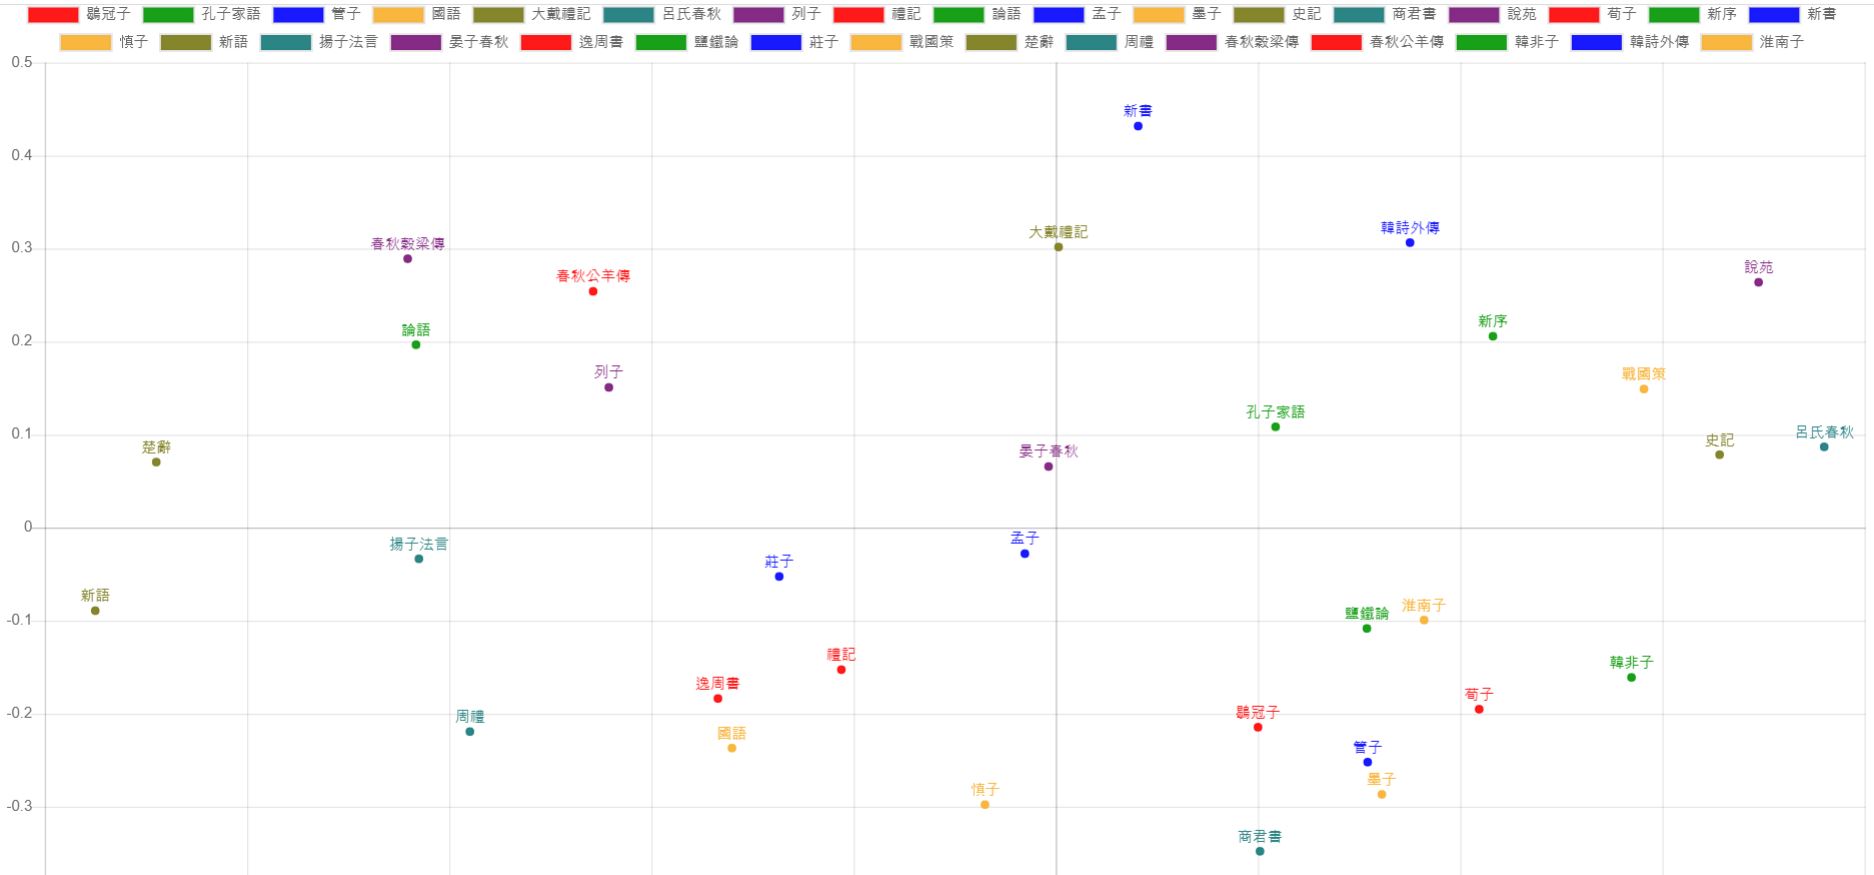 鶡冠子 孔子家語 管子 國語 大戴禮記 呂氏春秋 列子 禮記 論語 孟子 墨子 史記 商君書 說苑 荀子 新序 新書
慎子 新語 揚子法言 晏子春秋 逸周書 鹽鐵論 莊子 戰國策 楚辭 周禮 春秋穀梁傳 春秋公羊傳 韓非子 韓詩外傳 淮南子
0.5
新書
0.4
大戴禮記
韓詩外傳
春秋穀梁傳
0.3
說苑
春秋公羊傳
新序
論語
0.2
列子
戰國策
孔子家語
0.1
呂氏春秋
史記
楚辭
晏子春秋
0
孟子
揚子法言
莊子
新語
淮南子
鹽鐵論
-0.1
禮記
韓非子
逸周書
荀子
鶡冠子
-0.2
周禮
國語
管子
墨子
慎子
-0.3
商君書